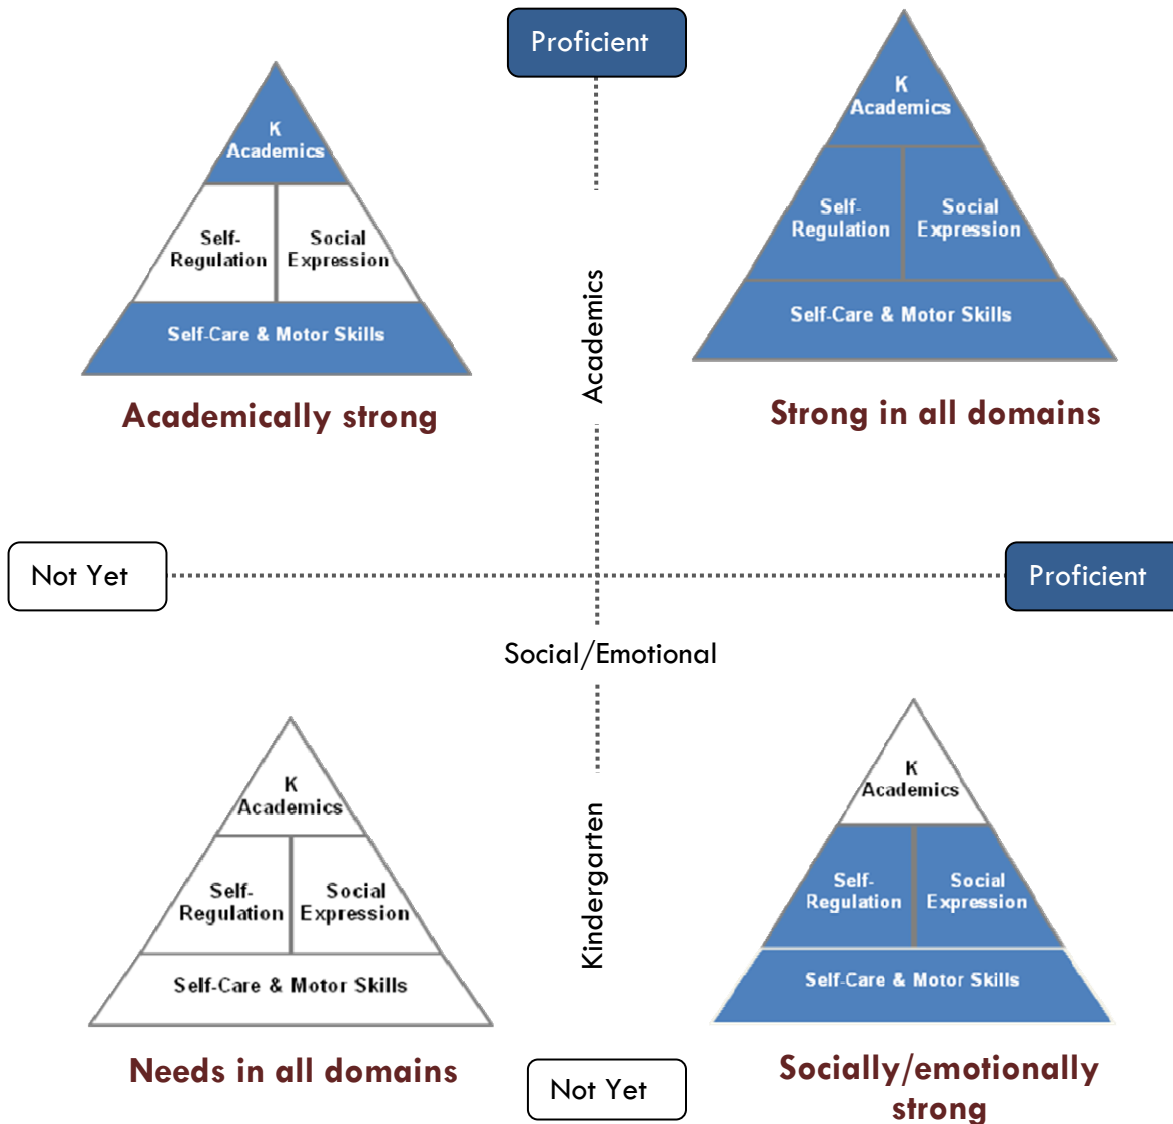 Proficient
K
Academics
Self-
Regulation
Social
Expression
Self-Care & Motor Skills
Academically strong
K
Academics
Self-
Regulation
Social
Expression
Self-Care & Motor Skills
Strong in all domains
Academics
Not Yet
Proficient
Social/Emotional
K
Academics
Self-
Regulation
Social
Expression
Self-Care & Motor Skills
Needs in all domains
Kindergarten
K
Academics
Self-
Regulation
Social
Expression
Self-Care & Motor Skills
Socially/emotionally
strong
Not Yet